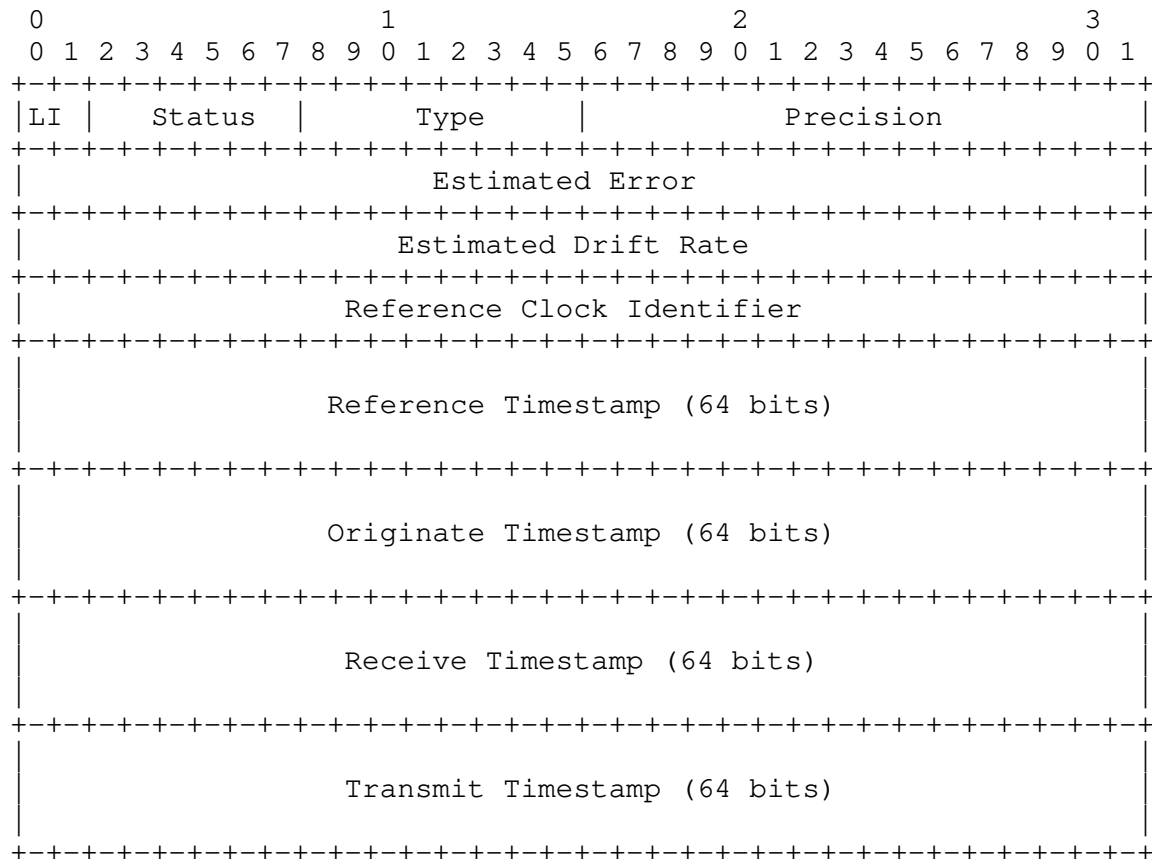 0                   1                   2                   3
 0 1 2 3 4 5 6 7 8 9 0 1 2 3 4 5 6 7 8 9 0 1 2 3 4 5 6 7 8 9 0 1
+-+-+-+-+-+-+-+-+-+-+-+-+-+-+-+-+-+-+-+-+-+-+-+-+-+-+-+-+-+-+-+-+
|LI |   Status  |      Type     |           Precision           |
+-+-+-+-+-+-+-+-+-+-+-+-+-+-+-+-+-+-+-+-+-+-+-+-+-+-+-+-+-+-+-+-+
|                       Estimated Error                         |
+-+-+-+-+-+-+-+-+-+-+-+-+-+-+-+-+-+-+-+-+-+-+-+-+-+-+-+-+-+-+-+-+
|                     Estimated Drift Rate                      |
+-+-+-+-+-+-+-+-+-+-+-+-+-+-+-+-+-+-+-+-+-+-+-+-+-+-+-+-+-+-+-+-+
|                  Reference Clock Identifier                   |
+-+-+-+-+-+-+-+-+-+-+-+-+-+-+-+-+-+-+-+-+-+-+-+-+-+-+-+-+-+-+-+-+
|                                                               |
|                 Reference Timestamp (64 bits)                 |
|                                                               |
+-+-+-+-+-+-+-+-+-+-+-+-+-+-+-+-+-+-+-+-+-+-+-+-+-+-+-+-+-+-+-+-+
|                                                               |
|                 Originate Timestamp (64 bits)                 |
|                                                               |
+-+-+-+-+-+-+-+-+-+-+-+-+-+-+-+-+-+-+-+-+-+-+-+-+-+-+-+-+-+-+-+-+
|                                                               |
|                  Receive Timestamp (64 bits)                  |
|                                                               |
+-+-+-+-+-+-+-+-+-+-+-+-+-+-+-+-+-+-+-+-+-+-+-+-+-+-+-+-+-+-+-+-+
|                                                               |
|                  Transmit Timestamp (64 bits)                 |
|                                                               |
+-+-+-+-+-+-+-+-+-+-+-+-+-+-+-+-+-+-+-+-+-+-+-+-+-+-+-+-+-+-+-+-+